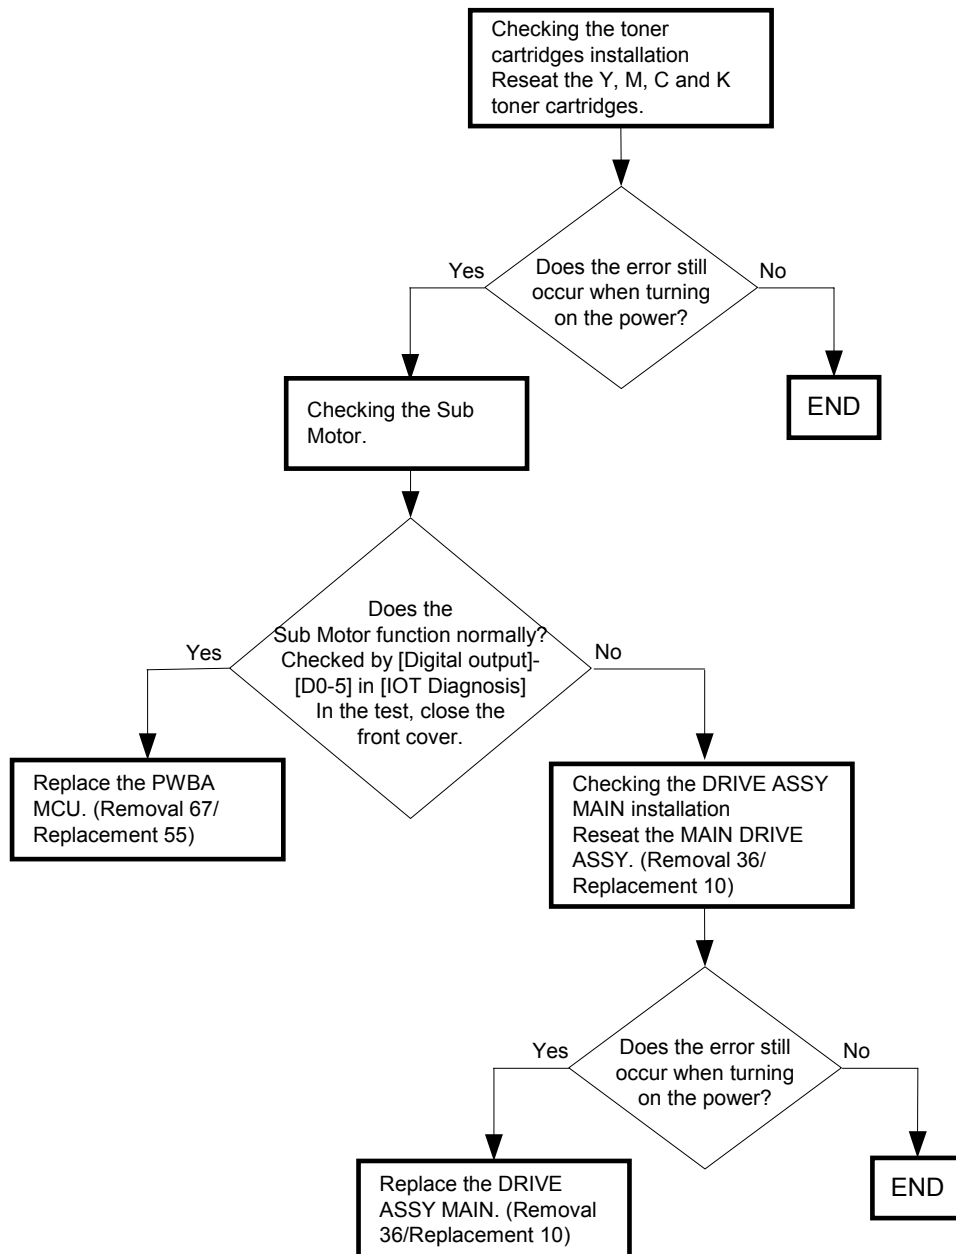 Checking the toner
cartridges installation
Reseat the Y, M, C and K
toner cartridges.
Yes
Does the error still
occur when turning
on the power?
No
Checking the Sub
Motor.
END
Does the
Sub Motor function normally?
Checked by [Digital output]-
[D0-5] in [IOT Diagnosis]
In the test, close the
front cover.
Yes
No
Replace the PWBA
MCU. (Removal 67/
Replacement 55)
Checking the DRIVE ASSY
MAIN installation
Reseat the MAIN DRIVE
ASSY. (Removal 36/
Replacement 10)
Yes
Does the error still
occur when turning
on the power?
No
Replace the DRIVE
ASSY MAIN. (Removal
36/Replacement 10)
END